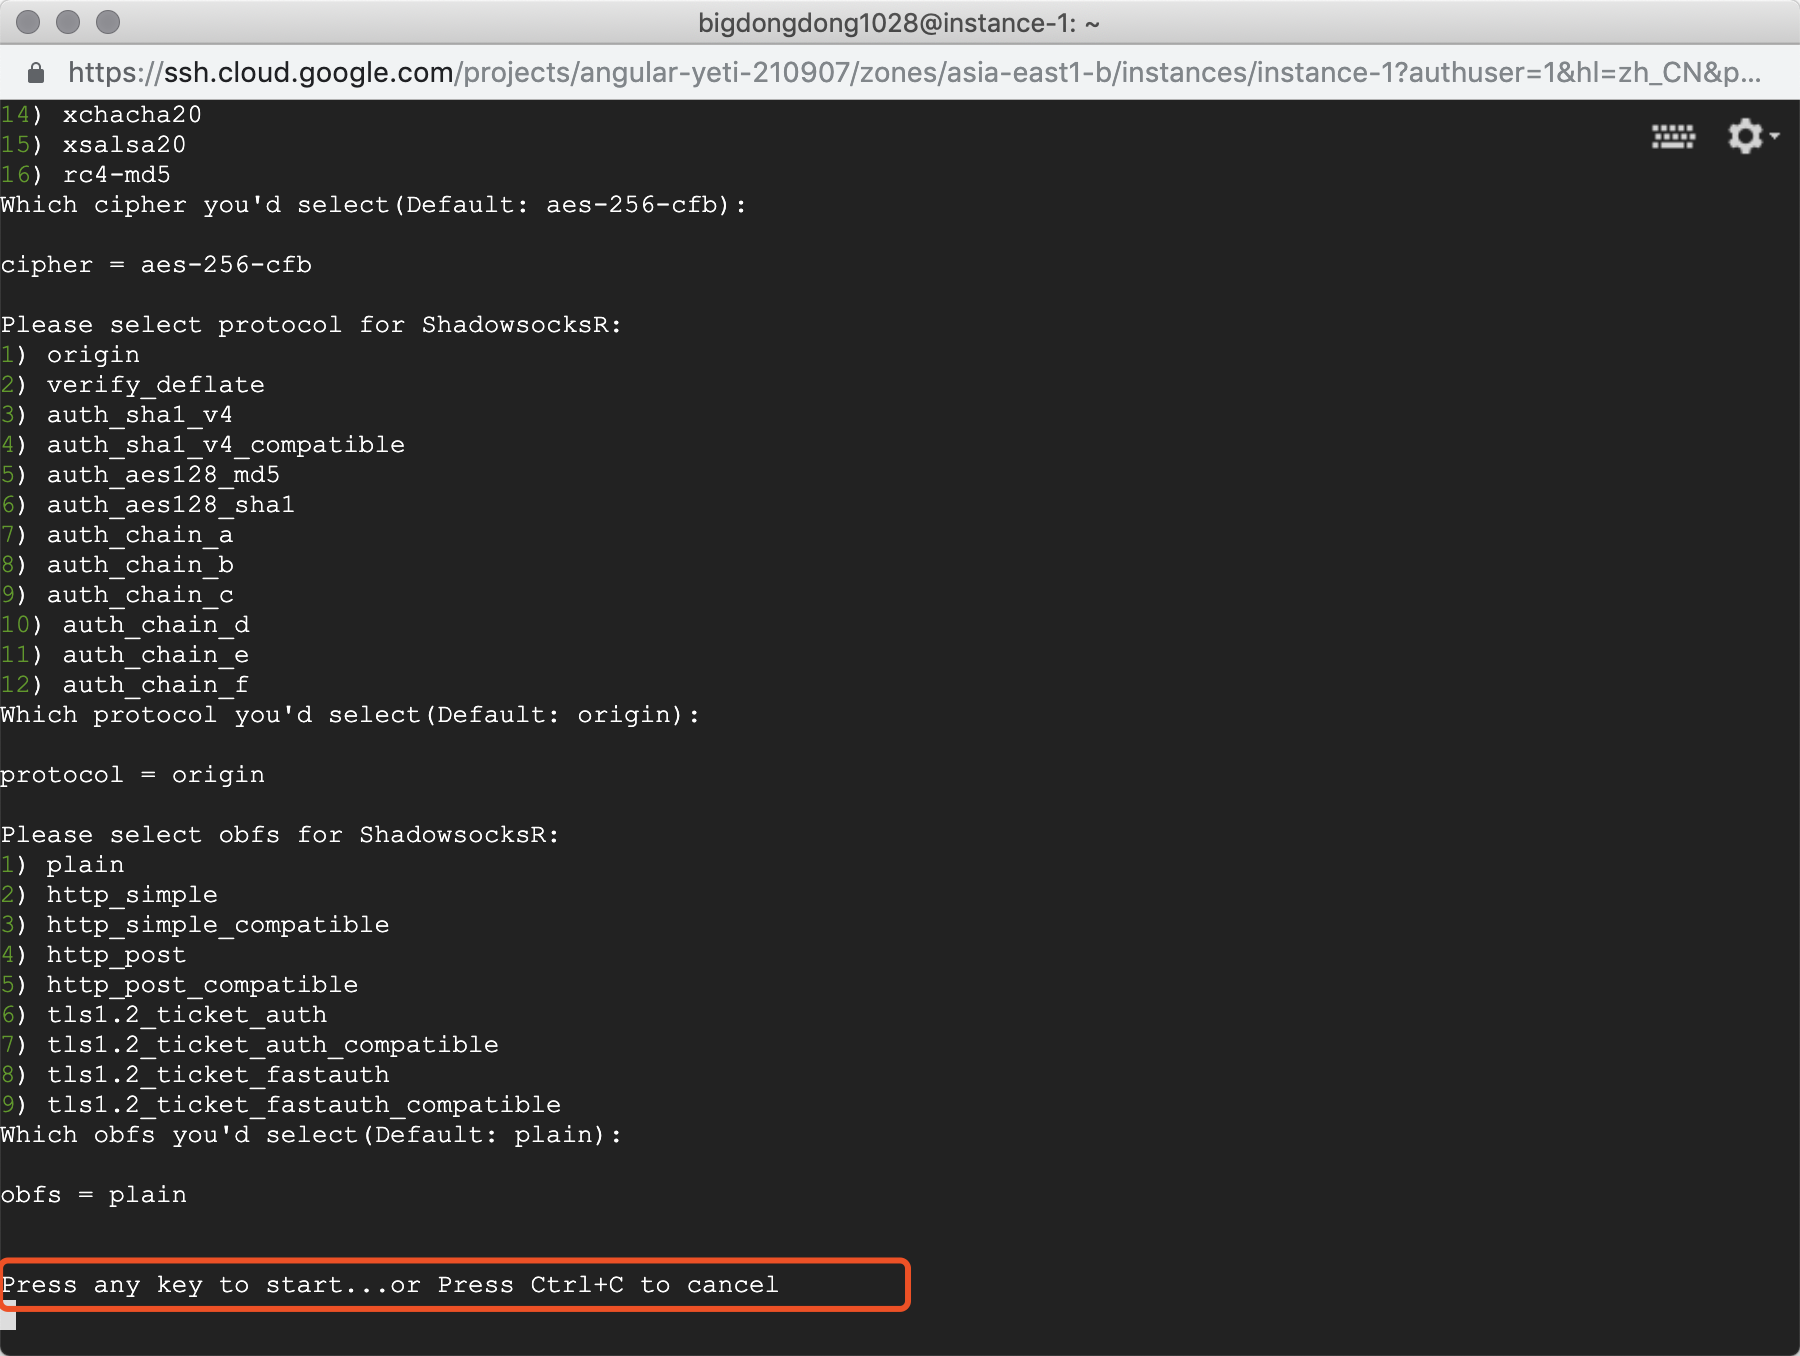 bigdongdong1028@instance-1: ~
https://ssh.cloud.google.com/projects/angular-yeti-210907/zones/asia-east1-b/instances/instance-1?authuser=1&hl=zh_CN&p...
14) xchacha20
15) xsalsa20
16) rc4-md5
Which cipher you'd select(Default: aes-256-cfb):
cipher = aes-256-cfb
Please select protocol for ShadowsocksR:
1) origin
2) verify_deflate
3) auth_sha1_v4
4) auth_sha1_v4_compatible
5) auth_aes128_md5
6) auth_aes128_sha1
7) auth_chain_a
8) auth_chain_b
9) auth_chain_c
10) auth_chain_d
11) auth_chain_e
12) auth_chain_f
Which protocol you'd select(Default: origin):
protocol = origin
Please select obfs for ShadowsocksR:
1) plain
2) http_simple
3) http_simple_compatible
4) http_post
5) http_post_compatible
6) tls1.2_ticket_auth
7) tls1.2_ticket_auth_compatible
8) tls1.2_ticket_fastauth
9) tls1.2_ticket_fastauth_compatible
Which obfs you'd select(Default: plain):
obfs = plain
Press any key to start...or Press Ctrl+C to cancel